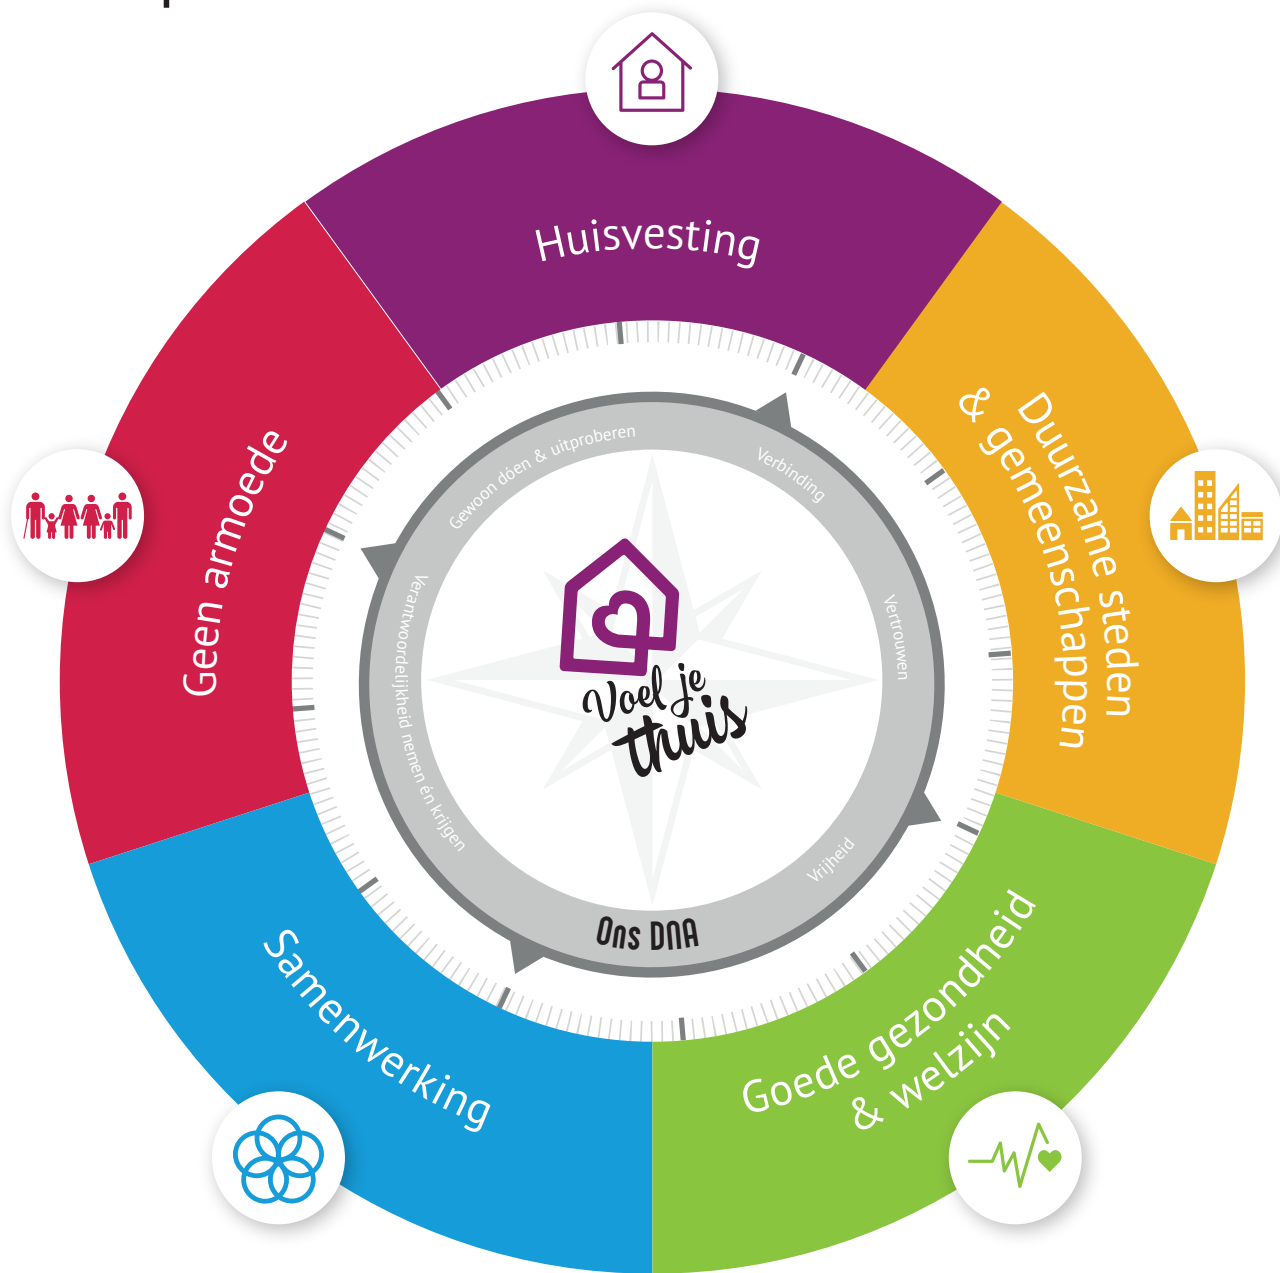 Huisvesting
Duurzame steden
& gemeenschappen
Goede gezondheid
& welzijn
Samenwerking
Geen armoede
Gewoon dóen & uitproberen
Verbinding
Vertrouwen
Vrijheid
Ons DNA
Verantwoordelijkheid nemen én krijgen
Voel je
thuis